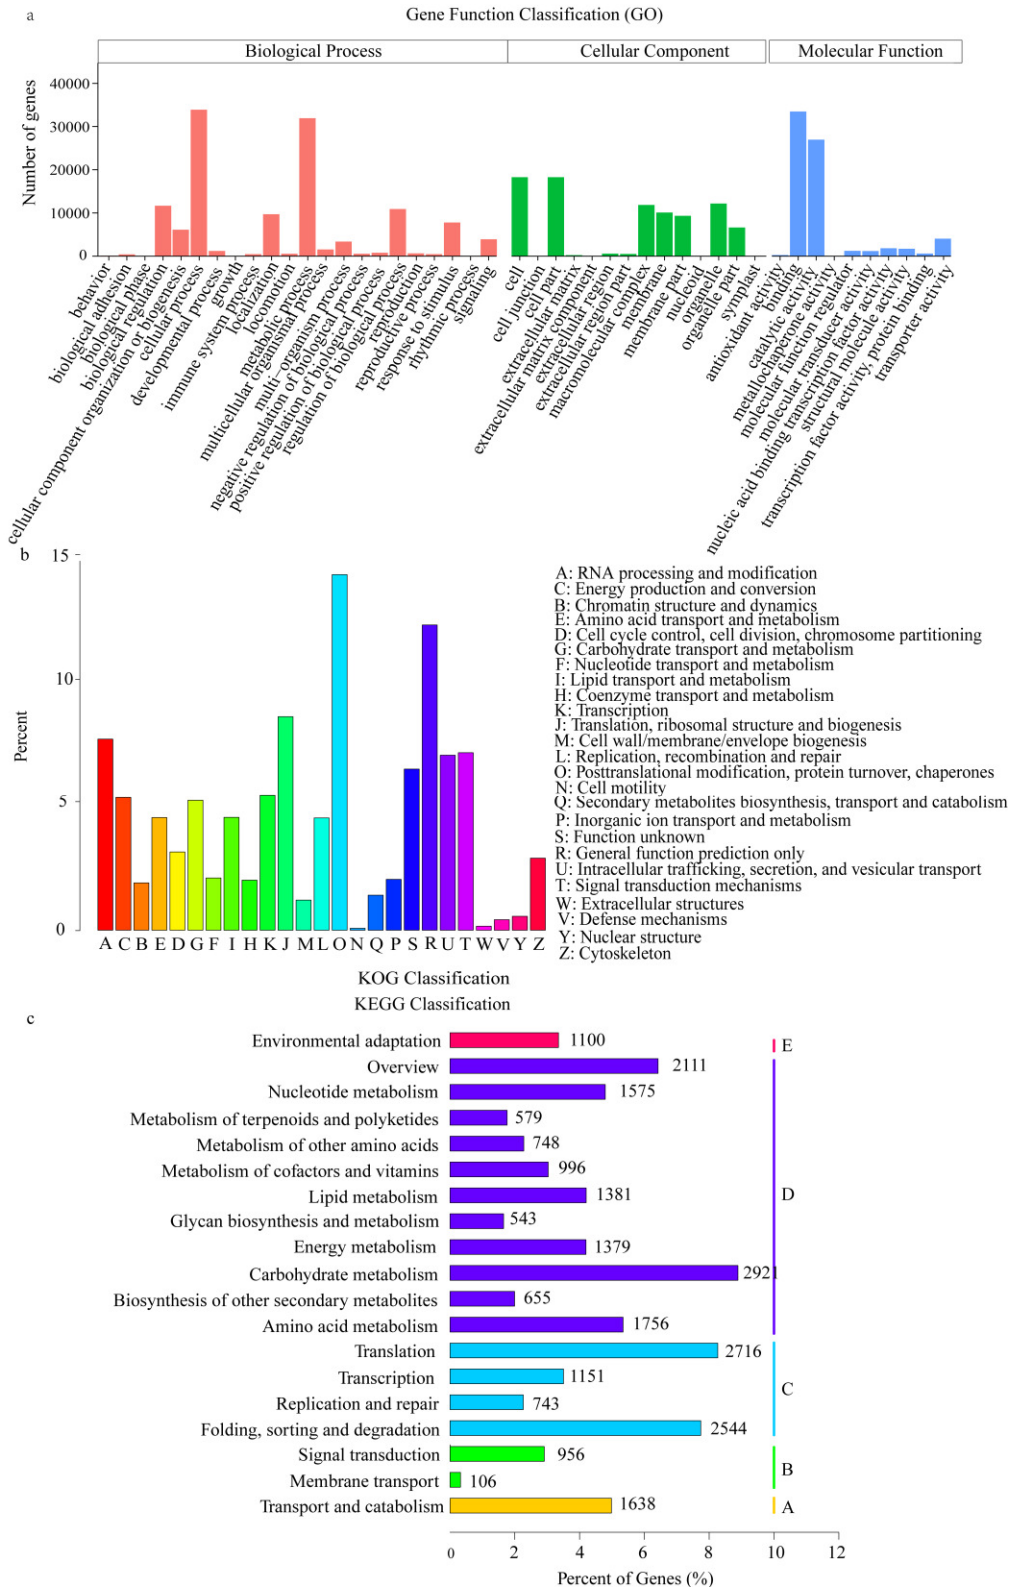 a
Gene Function Classification (GO)
Biological Process
Cellular Component
Molecular Function
Number of genes
40000
30000
20000
10000
0
behavior
biological adhesion
biological phase
biological regulation
cellular component organization or biogenesis
cellular process
developmental process
growth
immune system process
localization
locomotion
metabolic process
multicellular organismal process
multi-organism process
negative regulation of biological process
positive regulation of biological process
regulation of biological process
reproduction
reproductive process
response to stimulus
rhythmic process
signaling
cell
cell junction
cell part
extracellular matrix
extracellular matrix component
extracellular region
extracellular region part
macromolecular complex
membrane
membrane part
nucleoid
organelle
organelle part
symplast
antioxidant activity
binding
catalytic activity
metallochaperone activity
molecular function regulator
molecular transducer activity
nucleic acid binding transcription factor activity
structural molecule activity
transcription factor activity, protein binding
transporter activity
b
Percent
15
10
5
0
A C B E D G F I H K J M L O N Q P S R U T W V Y Z
KOG Classification
A: RNA processing and modification
C: Energy production and conversion
B: Chromatin structure and dynamics
E: Amino acid transport and metabolism
D: Cell cycle control, cell division, chromosome partitioning
G: Carbohydrate transport and metabolism
F: Nucleotide transport and metabolism
I: Lipid transport and metabolism
H: Coenzyme transport and metabolism
K: Transcription
J: Translation, ribosomal structure and biogenesis
M: Cell wall/membrane/envelope biogenesis
L: Replication, recombination and repair
O: Posttranslational modification, protein turnover, chaperones
N: Cell motility
Q: Secondary metabolites biosynthesis, transport and catabolism
P: Inorganic ion transport and metabolism
S: Function unknown
R: General function prediction only
U: Intracellular trafficking, secretion, and vesicular transport
T: Signal transduction mechanisms
W: Extracellular structures
V: Defense mechanisms
Y: Nuclear structure
Z: Cytoskeleton
KEGG Classification
c
Environmental adaptation 1100 E
Overview 2111
Nucleotide metabolism 1575
Metabolism of terpenoids and polyketides 579
Metabolism of other amino acids 748
Metabolism of cofactors and vitamins 996
Lipid metabolism 1381 D
Glycan biosynthesis and metabolism 543
Energy metabolism 1379
Carbohydrate metabolism 2921
Biosynthesis of other secondary metabolites 655
Amino acid metabolism 1756
Translation 2716
Transcription 1151 C
Replication and repair 743
Folding, sorting and degradation 2544
Signal transduction 956 B
Membrane transport 106
Transport and catabolism 1638 A
0 2 4 6 8 10 12
Percent of Genes (%)